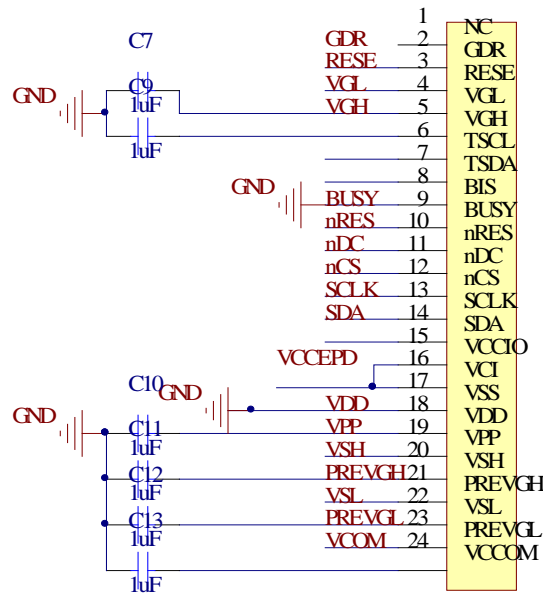 1 NC
C7 GDR 2 GDR
RESE 3 RESE
C9 VGL 4 VGL
GND 1uF VGH 5 VGH
6 TSCL
1uF 7 TSDA
GND 8 BIS
BUSY 9 BUSY
nRES 10 nRES
nDC 11 nDC
nCS 12 nCS
SCLK 13 SCLK
SDA 14 SDA
15 VCCIO
VCCEPD 16 VCI
C10 GND 17 VSS
VDD 18 VDD
GND C11 VPP 19 VPP
1uF VSH 20 VSH
C12 PREVGH 21 PREVGH
1uF VSL 22 VSL
C13 PREVGL 23 PREVGL
1uF VCOM 24 VCCOM
1uF